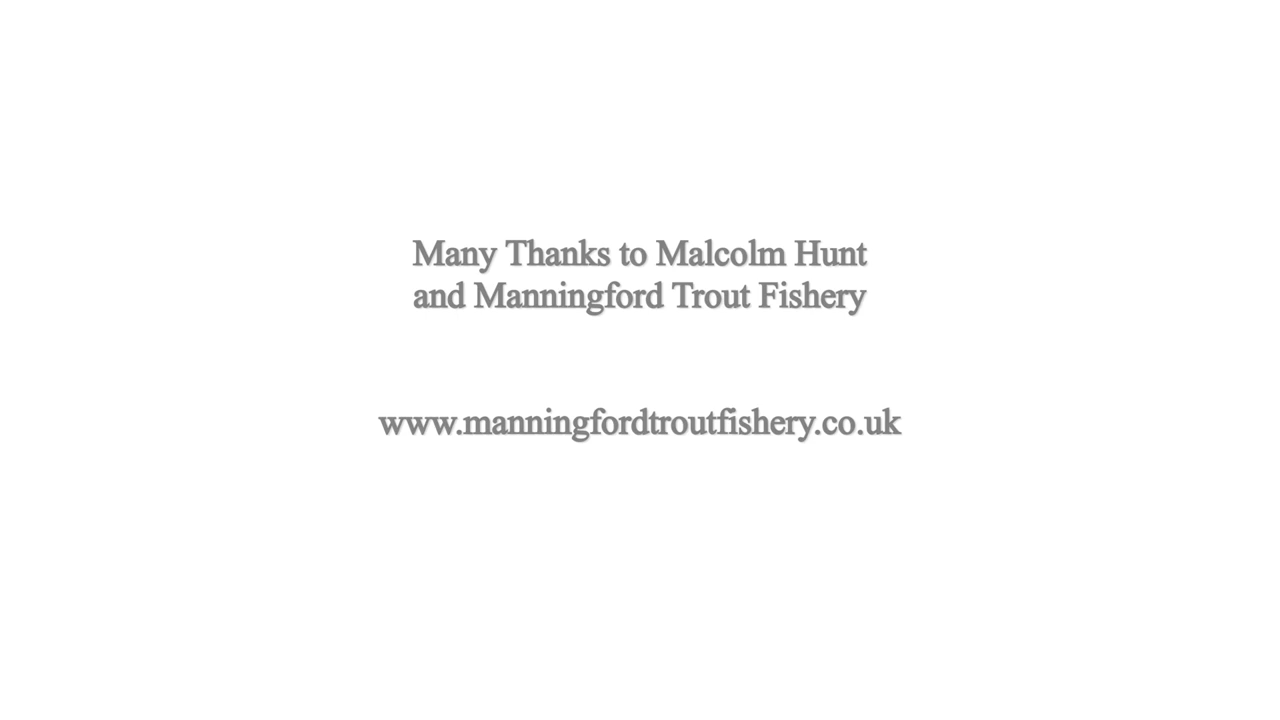 Many Thanks to Malcolm Hunt
and Manningford Trout Fishery
www.manningfordtroutfishery.co.uk